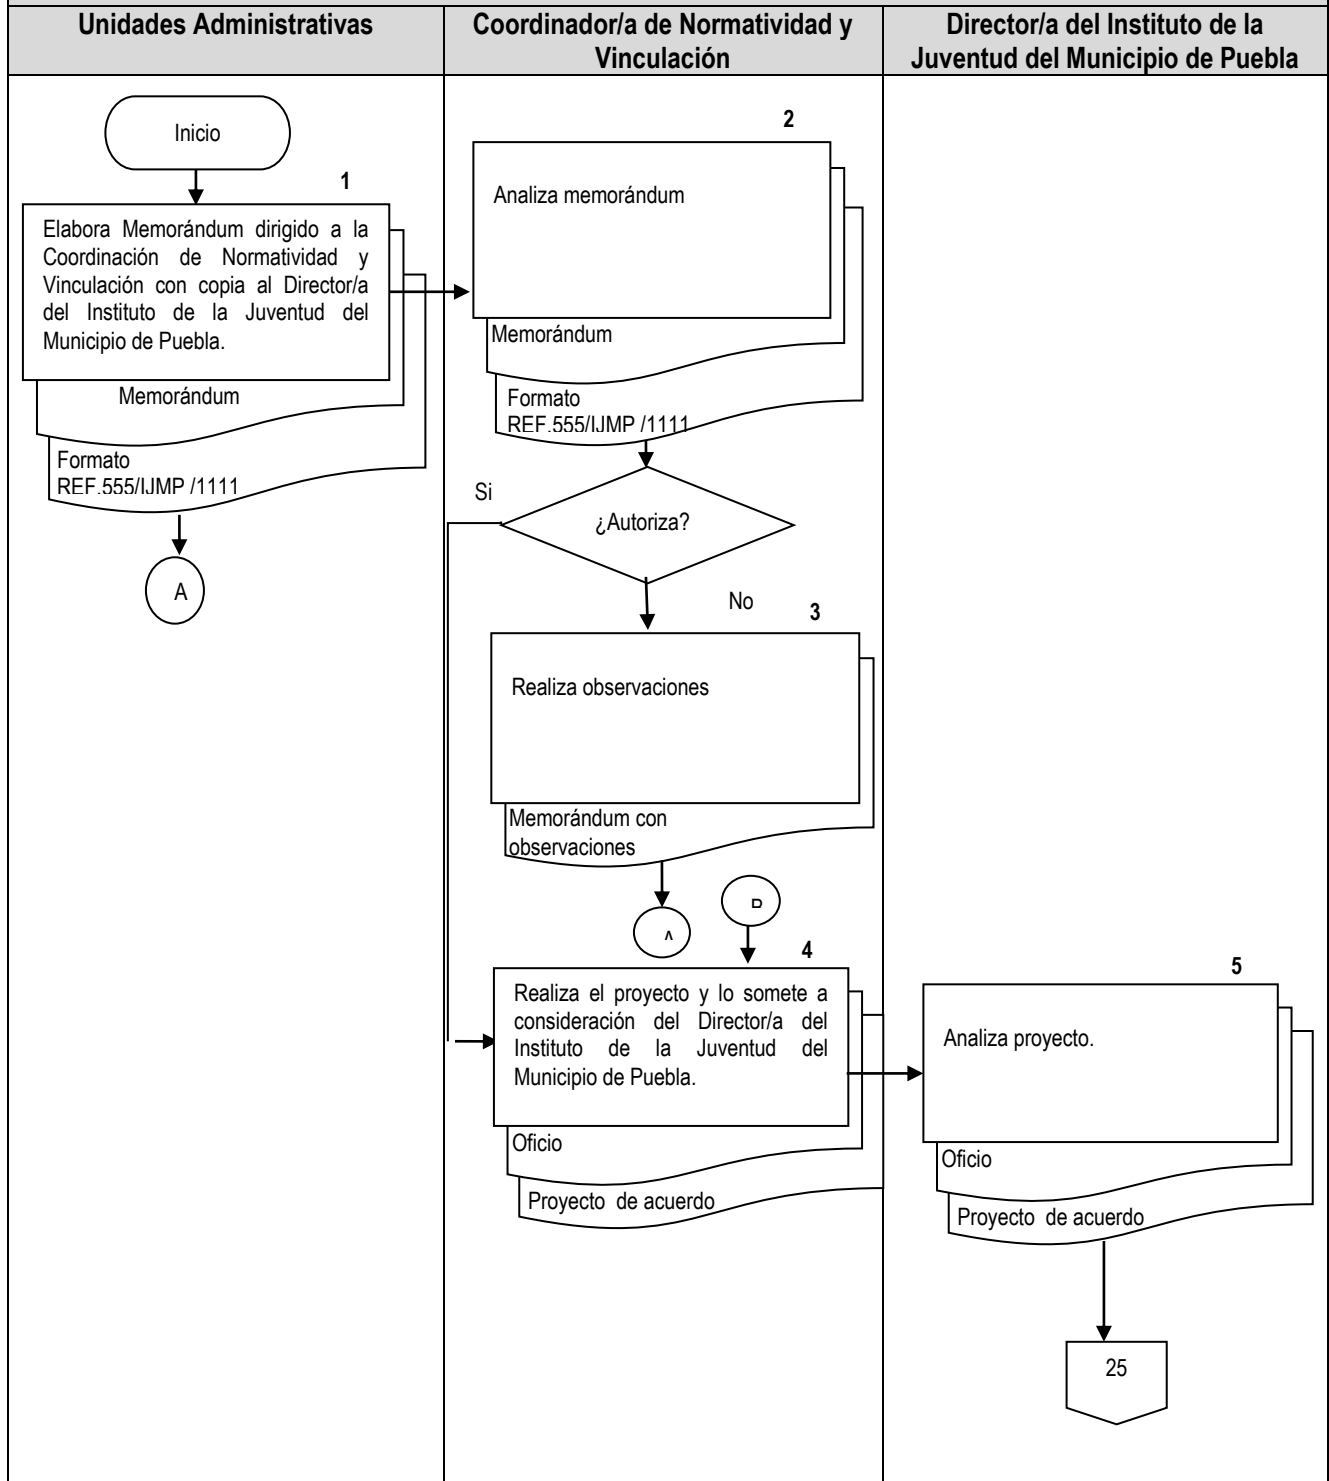 Unidades Administrativas
Coordinador/a de Normatividad y
Vinculación
Director/a del Instituto de la
Juventud del Municipio de Puebla
Inicio
1
Elabora Memorándum dirigido a la
Coordinación de Normatividad y
Vinculación con copia al Director/a
del Instituto de la Juventud del
Municipio de Puebla.
Memorándum
Formato
REF.555/IJMP /1111
A
2
Analiza memorándum
Memorándum
Formato
REF.555/IJMP /1111
¿Autoriza?
Si
No
3
Realiza observaciones
Memorándum con
observaciones
4
Realiza el proyecto y lo somete a
consideración del Director/a del
Instituto de la Juventud del
Municipio de Puebla.
Oficio
Proyecto de acuerdo
5
Analiza proyecto.
Oficio
Proyecto de acuerdo
25